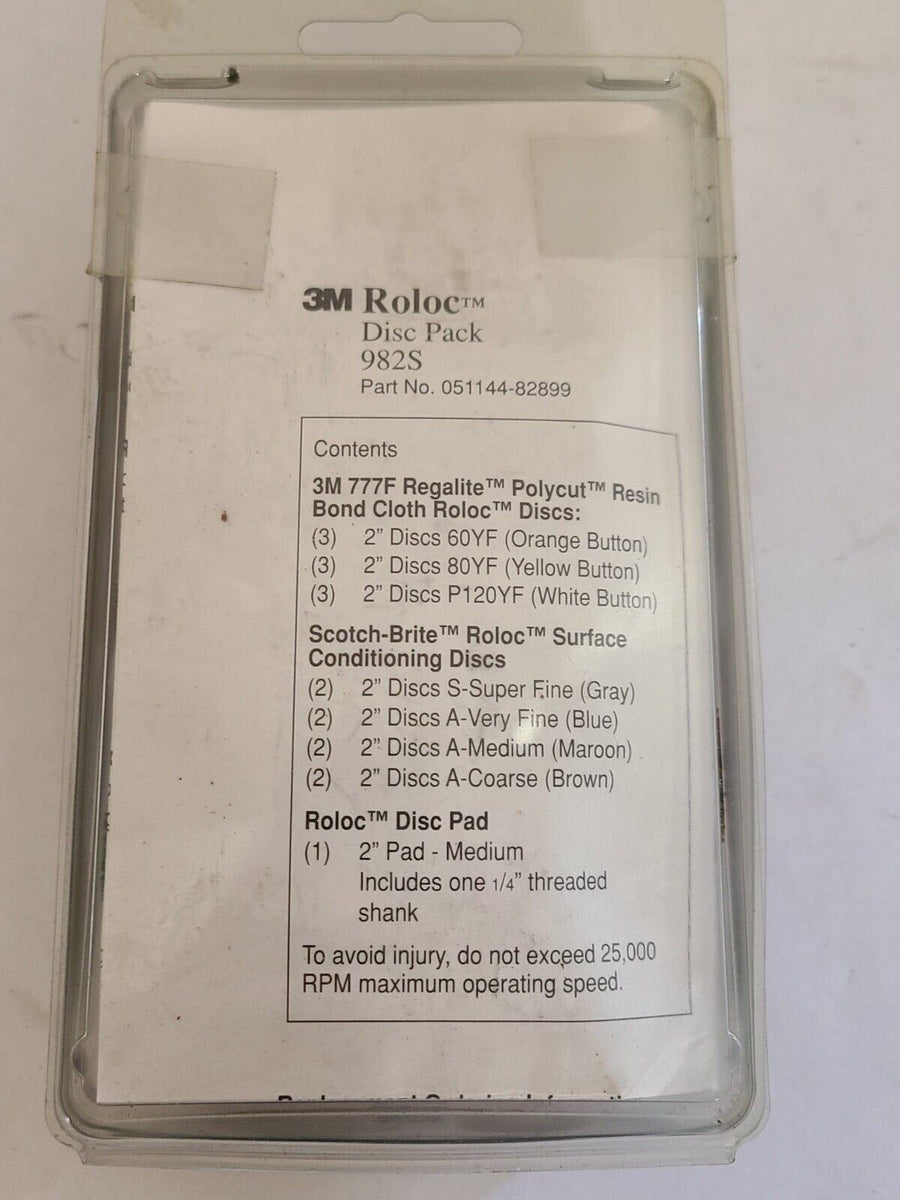 3M Roloc™
Disc Pack
982S
Part No. 051144-82899
Contents
3M 777F Regalite™ Polycut™ Resin
Bond Cloth Roloc™ Discs:
(3) 2” Discs 60YF (Orange Button)
(3) 2” Discs 80YF (Yellow Button)
(3) 2” Discs P120YF (White Button)
Scotch-Brite™ Roloc™ Surface
Conditioning Discs
(2) 2” Discs S-Super Fine (Gray)
(2) 2” Discs A-Very Fine (Blue)
(2) 2” Discs A-Medium (Maroon)
(2) 2” Discs A-Coarse (Brown)
Roloc™ Disc Pad
(1) 2” Pad - Medium
Includes one 1/4” threaded
shank
To avoid injury, do not exceed 25,000
RPM maximum operating speed.